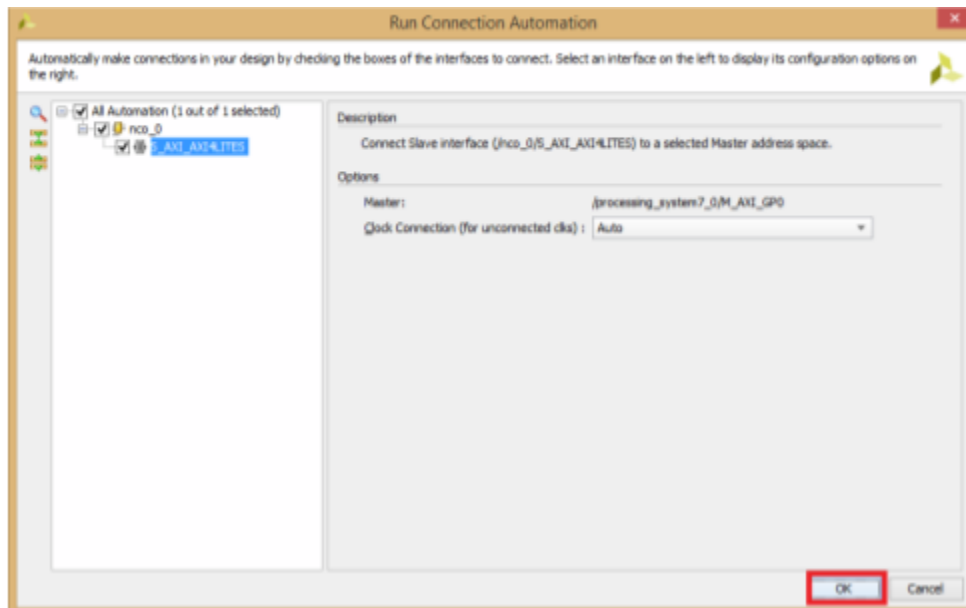 Run Connection Automation
Automatically make connections in your design by checking the boxes of the interfaces to connect. Select an interface on the left to display its configuration options on
the right.
All Automation (1 out of 1 selected)
nco_0
S_AXI_AXI4LITES
Description
Connect Slave interface (/nco_0/S_AXI_AXI4LITES) to a selected Master address space.
Options
Master: /processing_system7_0/M_AXI_GP0
Clock Connection (for unconnected clks) : Auto
OK Cancel